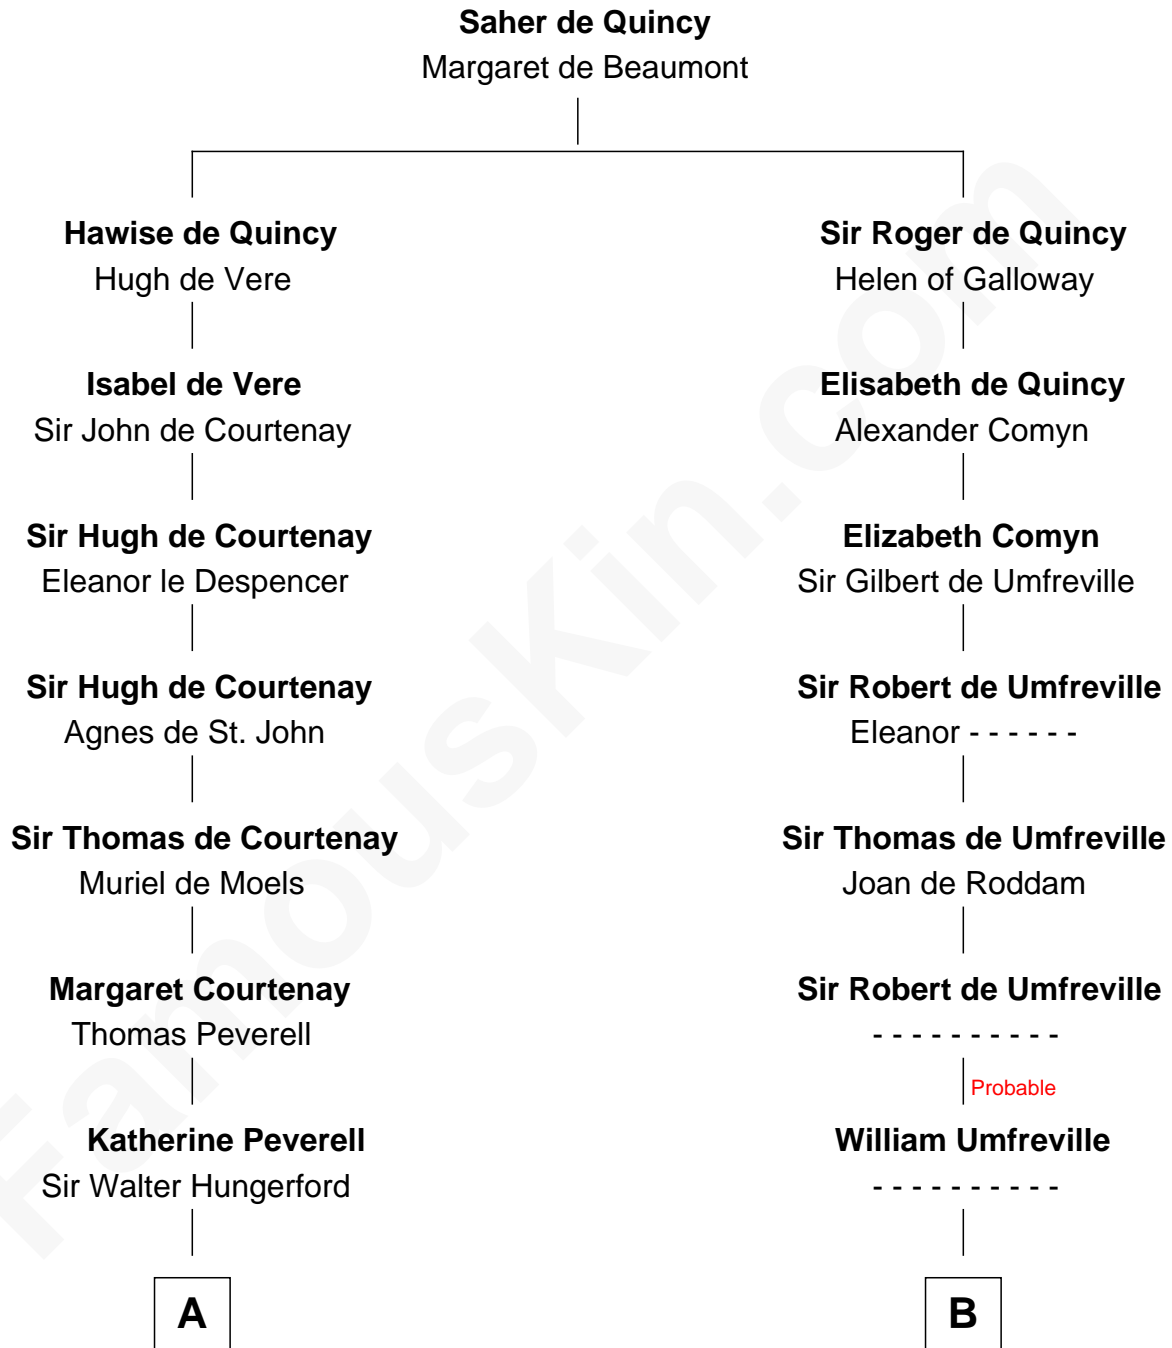 Saher de Quincy
Margaret de Beaumont
Hawise de Quincy
Hugh de Vere
Sir Roger de Quincy
Helen of Galloway
Isabel de Vere
Sir John de Courtenay
Elisabeth de Quincy
Alexander Comyn
Sir Hugh de Courtenay
Eleanor le Despencer
Elizabeth Comyn
Sir Gilbert de Umfreville
Sir Hugh de Courtenay
Agnes de St. John
Sir Robert de Umfreville
Eleanor - - - - - -
Sir Thomas de Courtenay
Muriel de Moels
Sir Thomas de Umfreville
Joan de Roddam
Margaret Courtenay
Thomas Peverell
Sir Robert de Umfreville
- - - - - - - - - -
Probable
Katherine Peverell
Sir Walter Hungerford
William Umfreville
- - - - - - - - - -
A
B
FamousKin.com